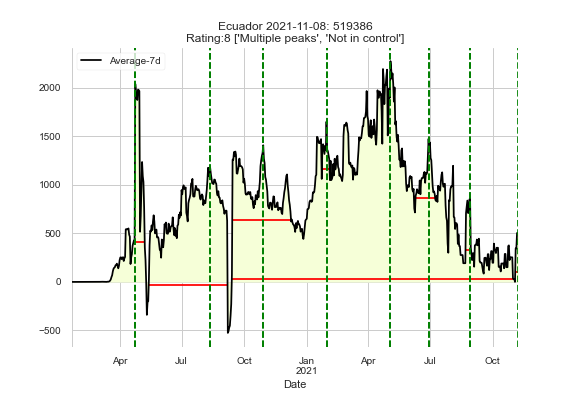 Ecuador 2021-11-08: 519386
Rating:8 ['Multiple peaks', 'Not in control']
Average-7d
2000
1500
1000
500
0
−500
Apr
Jul
Oct
Jan
2021
Apr
Jul
Oct
Date